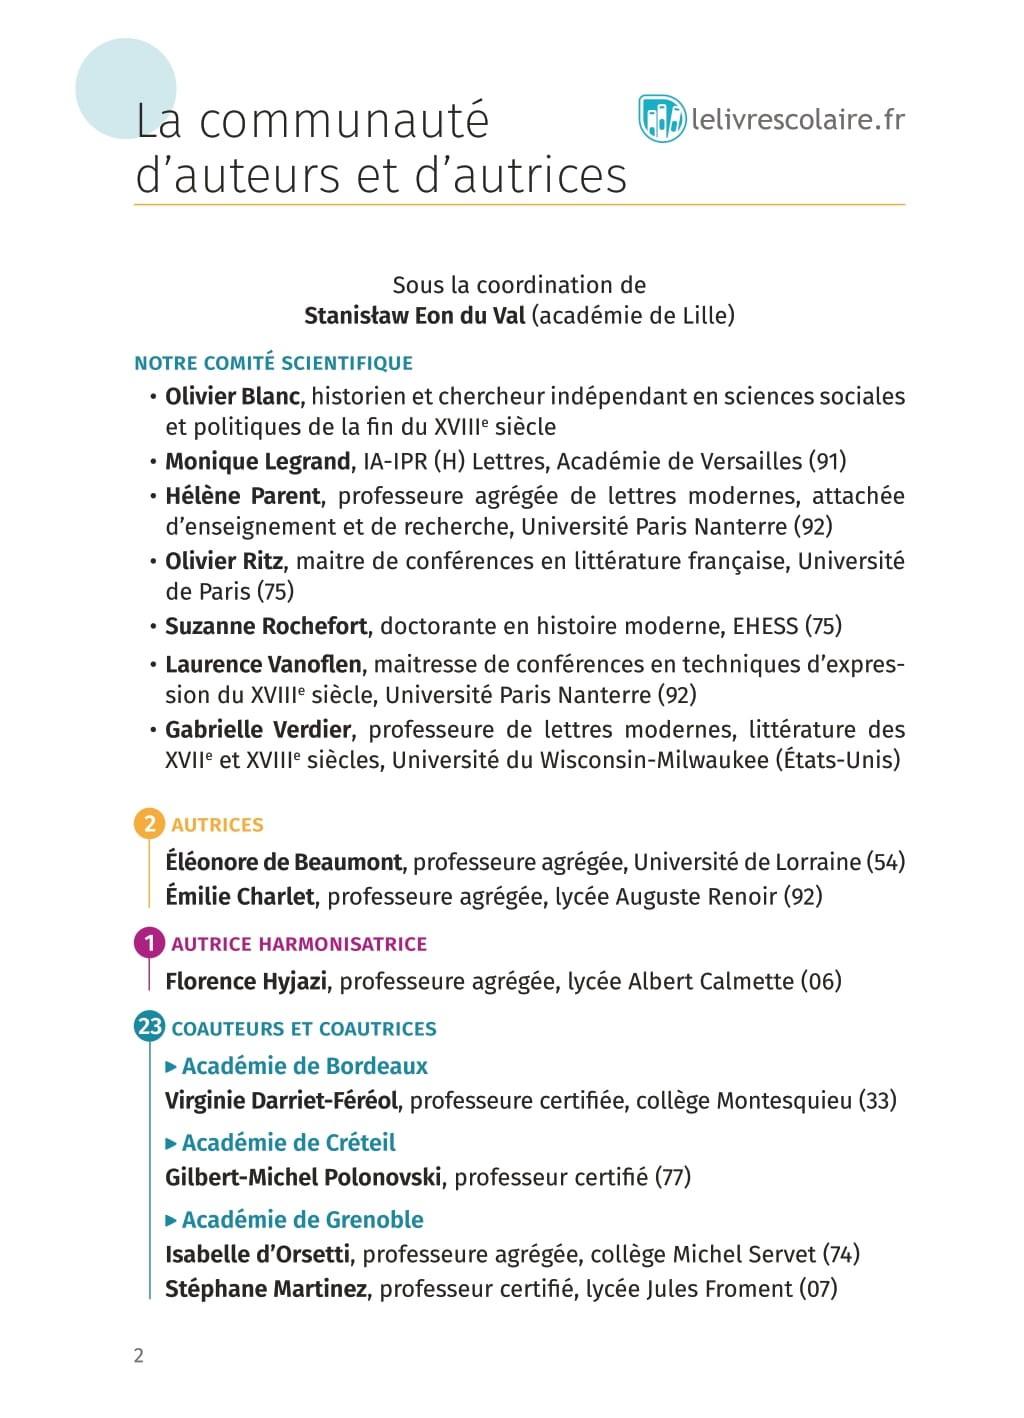 La communauté
d'auteurs et d'autrices
lelivrescolaire.fr
Sous la coordination de
Stanisław Eon du Val (académie de Lille)
NOTRE COMITÉ SCIENTIFIQUE
• Olivier Blanc, historien et chercheur indépendant en sciences sociales
et politiques de la fin du XVIIIe siècle
• Monique Legrand, IA-IPR (H) Lettres, Académie de Versailles (91)
• Hélène Parent, professeure agrégée de lettres modernes, attachée
d'enseignement et de recherche, Université Paris Nanterre (92)
• Olivier Ritz, maitre de conférences en littérature française, Université
de Paris (75)
• Suzanne Rochefort, doctorante en histoire moderne, EHESS (75)
• Laurence Vanoflen, maitresse de conférences en techniques d'expres-
sion du XVIIIe siècle, Université Paris Nanterre (92)
• Gabrielle Verdier, professeure de lettres modernes, littérature des
XVIIe et XVIIIe siècles, Université du Wisconsin-Milwaukee (États-Unis)
2 AUTRICES
Éléonore de Beaumont, professeure agrégée, Université de Lorraine (54)
Émilie Charlet, professeure agrégée, lycée Auguste Renoir (92)
1 AUTRICE HARMONISATRICE
Florence Hyjazi, professeure agrégée, lycée Albert Calmette (06)
23 COAUTEURS ET COAUTRICES
▸ Académie de Bordeaux
Virginie Darriet-Féréol, professeure certifiée, collège Montesquieu (33)
▸ Académie de Créteil
Gilbert-Michel Polonovski, professeur certifié (77)
▸ Académie de Grenoble
Isabelle d'Orsetti, professeure agrégée, collège Michel Servet (74)
Stéphane Martinez, professeur certifié, lycée Jules Froment (07)
2